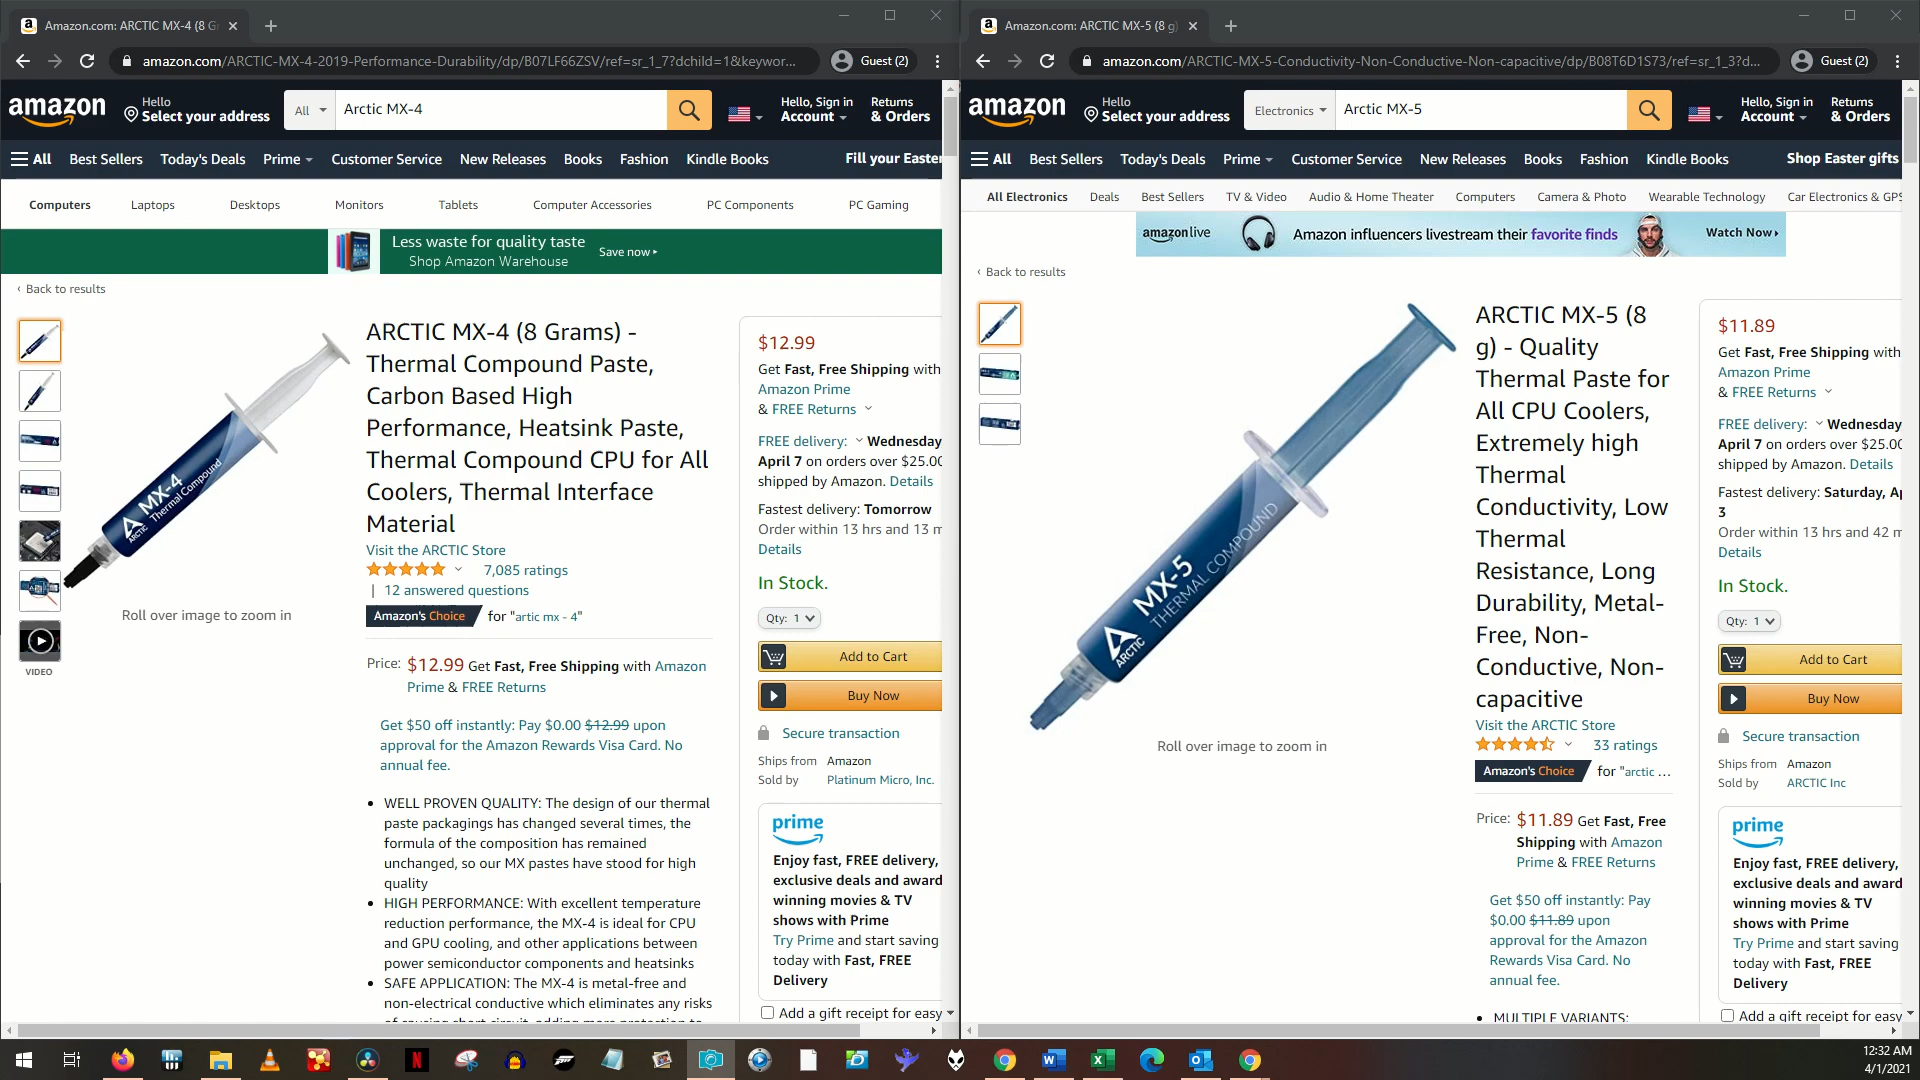 Amazon.com: ARCTIC MX-4 (8 G
amazon.com/ARCTIC-MX-4-2019-Performance-Durability/dp/B07LF66ZSV/ref=sr_1_7?dchild=1&keywor...
Guest (2)
amazon
Hello
Select your address
All
Arctic MX-4
Hello, Sign in
Account
Returns
& Orders
All
Best Sellers
Today's Deals
Prime
Customer Service
New Releases
Books
Fashion
Kindle Books
Fill your Easter
Computers
Laptops
Desktops
Monitors
Tablets
Computer Accessories
PC Components
PC Gaming
Less waste for quality taste
Shop Amazon Warehouse
Save now
‹ Back to results
ARCTIC
MX-4
Thermal Compound
Roll over image to zoom in
VIDEO
ARCTIC MX-4 (8 Grams) -
Thermal Compound Paste,
Carbon Based High
Performance, Heatsink Paste,
Thermal Compound CPU for All
Coolers, Thermal Interface
Material
Visit the ARCTIC Store
7,085 ratings
| 12 answered questions
Amazon's Choice for "artic mx - 4"
Price: $12.99 Get Fast, Free Shipping with Amazon
Prime & FREE Returns
Get $50 off instantly: Pay $0.00 $12.99 upon
approval for the Amazon Rewards Visa Card. No
annual fee.
• WELL PROVEN QUALITY: The design of our thermal
paste packagings has changed several times, the
formula of the composition has remained
unchanged, so our MX pastes have stood for high
quality
• HIGH PERFORMANCE: With excellent temperature
reduction performance, the MX-4 is ideal for CPU
and GPU cooling, and other applications between
power semiconductor components and heatsinks
• SAFE APPLICATION: The MX-4 is metal-free and
non-electrical conductive which eliminates any risks
$12.99
Get Fast, Free Shipping with
Amazon Prime
& FREE Returns
FREE delivery: Wednesday
April 7 on orders over $25.00
shipped by Amazon. Details
Fastest delivery: Tomorrow
Order within 13 hrs and 13 m
Details
In Stock.
Qty: 1
Add to Cart
Buy Now
Secure transaction
Ships from Amazon
Sold by Platinum Micro, Inc.
prime
Enjoy fast, FREE delivery,
exclusive deals and award
winning movies & TV
shows with Prime
Try Prime and start saving
today with Fast, FREE
Delivery
Add a gift receipt for easy
Amazon.com: ARCTIC MX-5 (8 g)
amazon.com/ARCTIC-MX-5-Conductivity-Non-Conductive-Non-capacitive/dp/B08T6D1S73/ref=sr_1_3?d...
Guest (2)
amazon
Hello
Select your address
Electronics
Arctic MX-5
Hello, Sign in
Account
Returns
& Orders
All
Best Sellers
Today's Deals
Prime
Customer Service
New Releases
Books
Fashion
Kindle Books
Shop Easter gifts
All Electronics
Deals
Best Sellers
TV & Video
Audio & Home Theater
Computers
Camera & Photo
Wearable Technology
Car Electronics & GPS
amazonlive
Amazon influencers livestream their favorite finds
Watch Now
‹ Back to results
ARCTIC
MX-5
THERMAL COMPOUND
Roll over image to zoom in
ARCTIC MX-5 (8
g) - Quality
Thermal Paste for
All CPU Coolers,
Extremely high
Thermal
Conductivity, Low
Thermal
Resistance, Long
Durability, Metal-
Free, Non-
Conductive, Non-
capacitive
Visit the ARCTIC Store
33 ratings
Amazon's Choice for "arctic ...
Price: $11.89 Get Fast, Free
Shipping with Amazon
Prime & FREE Returns
Get $50 off instantly: Pay
$0.00 $11.89 upon
approval for the Amazon
Rewards Visa Card. No
annual fee.
• MULTIPLE VARIANTS:
$11.89
Get Fast, Free Shipping with
Amazon Prime
& FREE Returns
FREE delivery: Wednesday
April 7 on orders over $25.00
shipped by Amazon. Details
Fastest delivery: Saturday, Ap
3
Order within 13 hrs and 42 m
Details
In Stock.
Qty: 1
Add to Cart
Buy Now
Secure transaction
Ships from Amazon
Sold by ARCTIC Inc
prime
Enjoy fast, FREE delivery,
exclusive deals and award
winning movies & TV
shows with Prime
Try Prime and start saving
today with Fast, FREE
Delivery
Add a gift receipt for easy
12:32 AM
4/1/2021